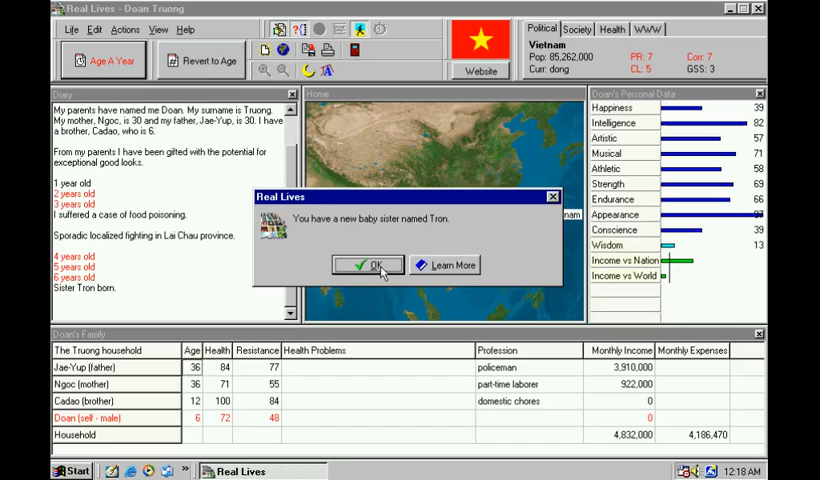 Real Lives - Doan Truong
Life Edit Actions View Help
Age A Year
Revert to Age
Website
Political Society Health WWW
Vietnam
Pop: 85,262,000 PR: 7 Corr: 7
Curr: dong CL: 5 GSS: 3
Diary
My parents have named me Doan. My surname is Truong.
My mother, Ngoc, is 30 and my father, Jae-Yup, is 30. I have
a brother, Cadao, who is 6.
From my parents I have been gifted with the potential for
exceptional good looks.
1 year old
2 years old
3 years old
I suffered a case of food poisoning.
Sporadic localized fighting in Lai Chau province.
4 years old
5 years old
6 years old
Sister Tron born.
Home
nam
Real Lives
You have a new baby sister named Tron.
OK
Learn More
Doan's Personal Data
Happiness 39
Intelligence 82
Artistic 57
Musical 71
Athletic 58
Strength 69
Endurance 66
Appearance 97
Conscience 39
Wisdom 13
Income vs Nation
Income vs World
Doan's Family
The Truong household Age Health Resistance Health Problems Profession Monthly Income Monthly Expenses
Jae-Yup (father) 36 84 77 policeman 3,910,000
Ngoc (mother) 36 71 55 part-time laborer 922,000
Cadao (brother) 12 100 84 domestic chores 0
Doan (self - male) 6 72 48 0
Household 4,832,000 4,186,470
Start
Real Lives
12:18 AM